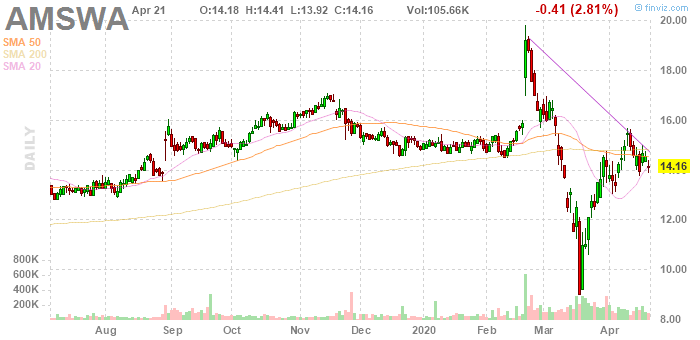 AMSWA
Apr 21 O:14.18 H:14.41 L:13.92 C:14.16 Vol:105.66K -0.41 (2.81%)
© finviz.com
SMA 50
SMA 200
SMA 20
DAILY
20.00
18.00
16.00
14.16
12.00
10.00
8.00
800K
600K
400K
200K
Aug Sep Oct Nov Dec 2020 Feb Mar Apr